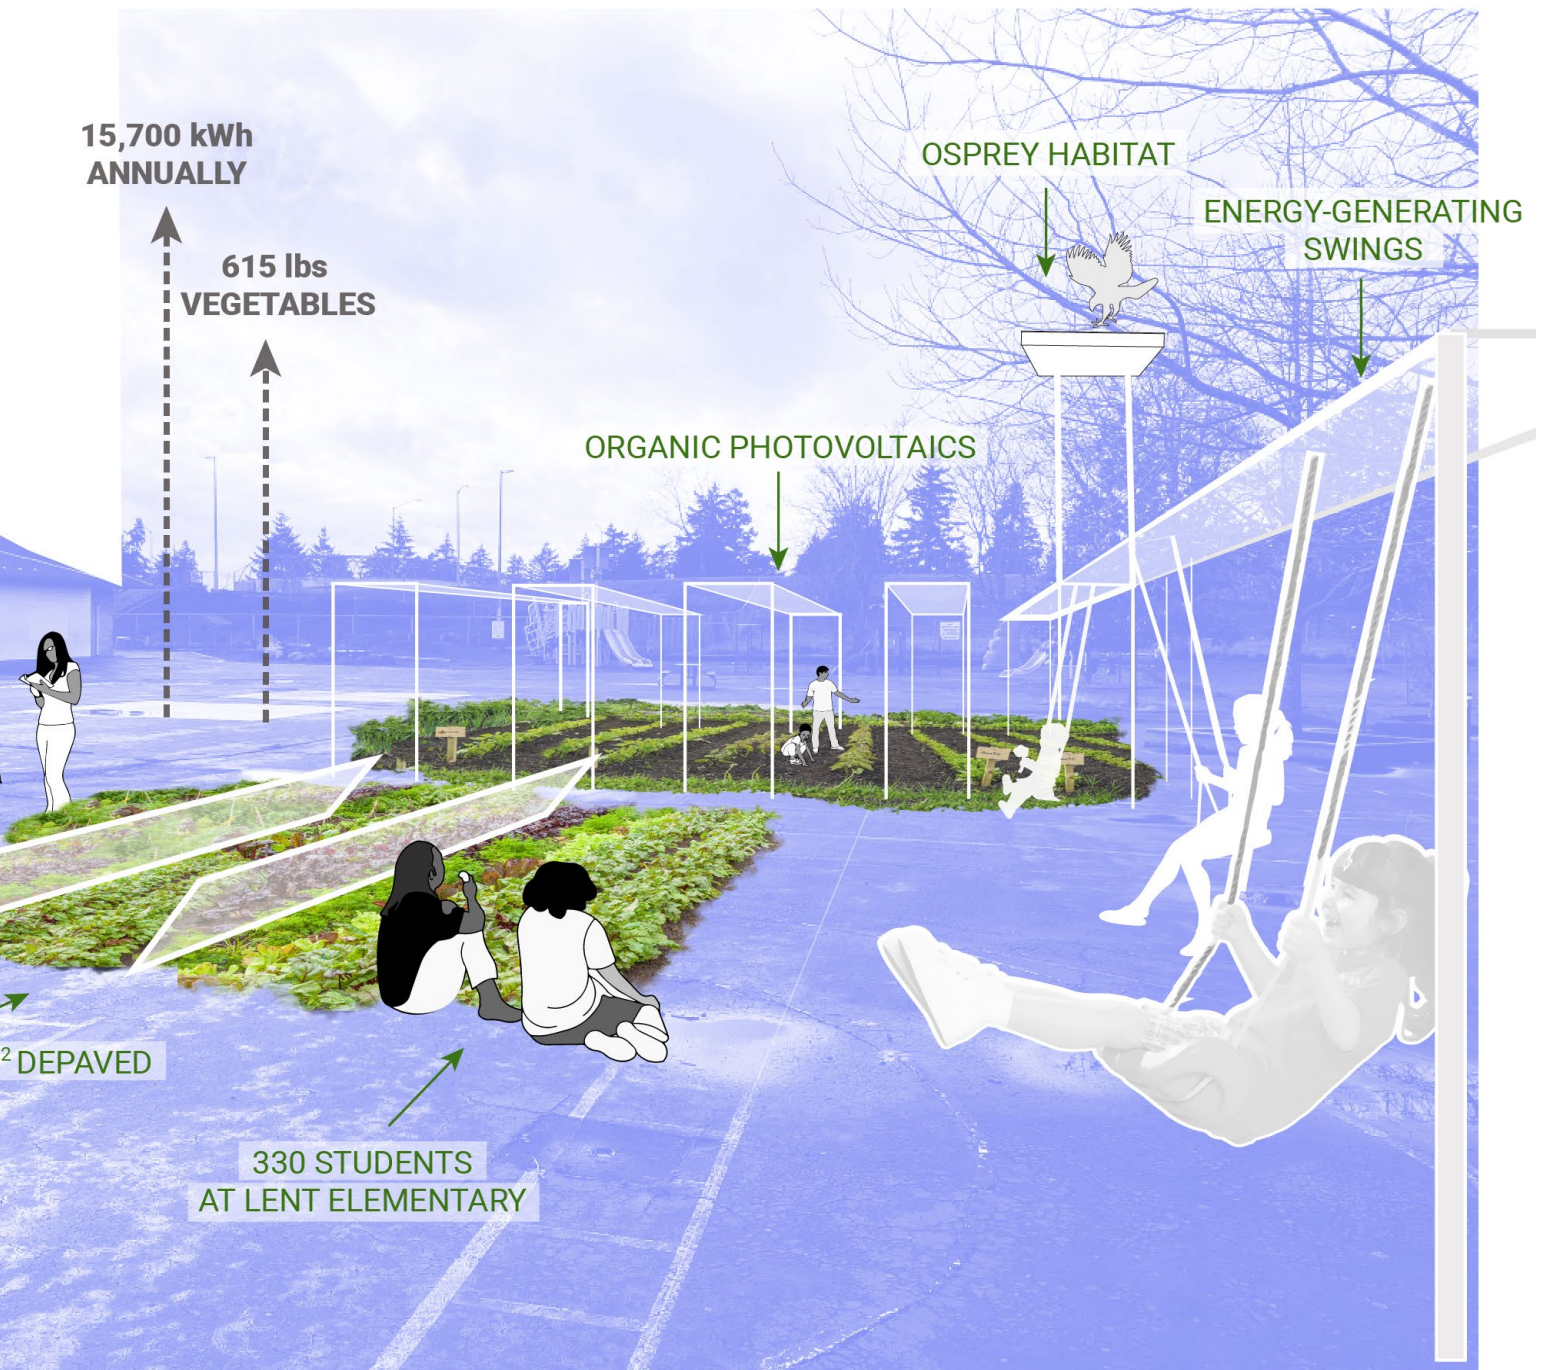 15,700 kWh
ANNUALLY
615 lbs
VEGETABLES
OSPREY HABITAT
ENERGY-GENERATING
SWINGS
ORGANIC PHOTOVOLTAICS
² DEPAVED
330 STUDENTS
AT LENT ELEMENTARY